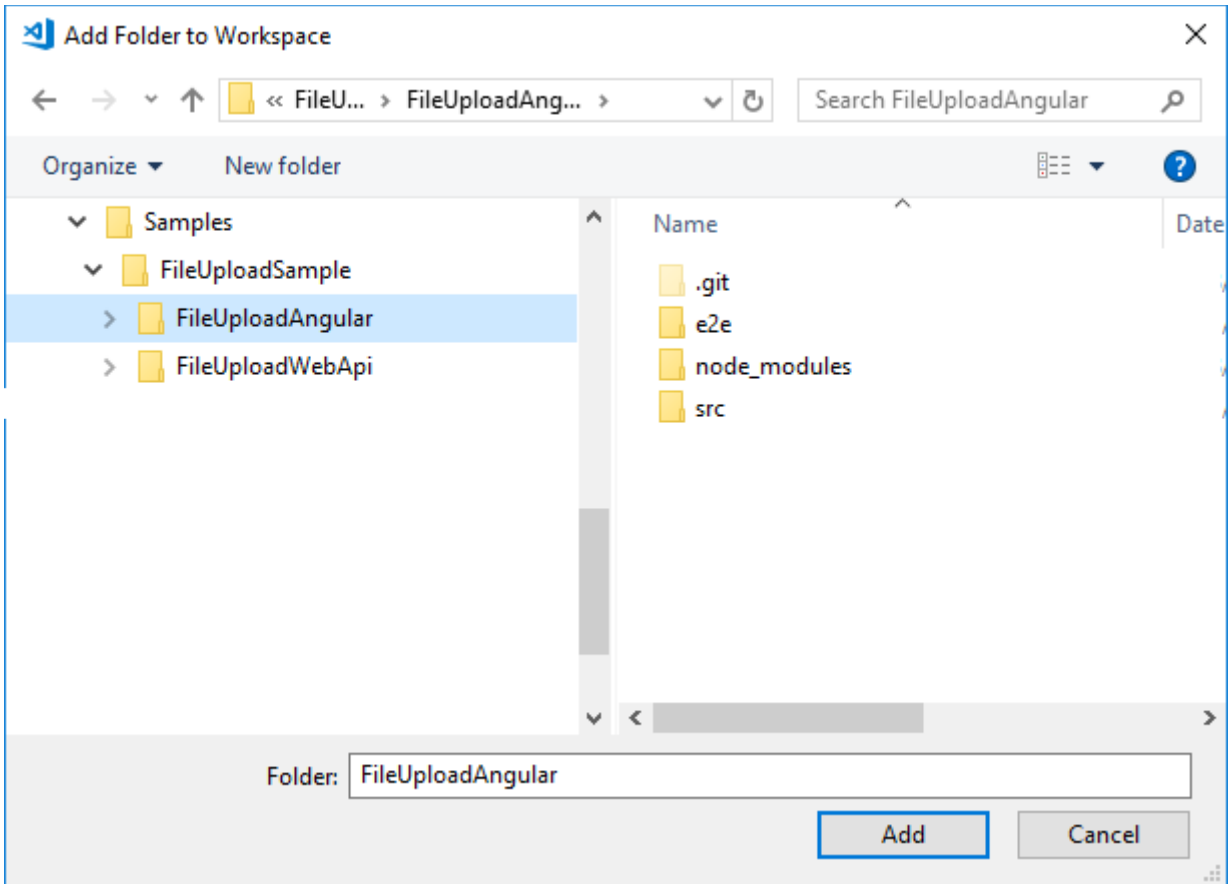 Add Folder to Workspace
« FileU... > FileUploadAng... > Search FileUploadAngular
Organize New folder ?
Samples
FileUploadSample
FileUploadAngular
FileUploadWebApi
Name Date
.git
e2e
node_modules
src
Folder: FileUploadAngular
Add Cancel